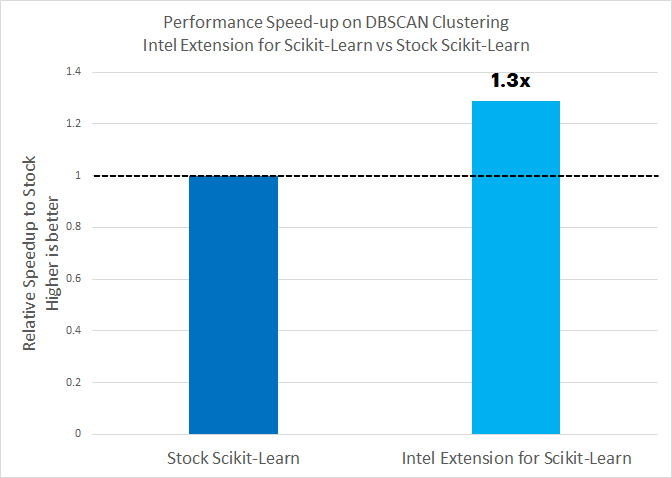 Performance Speed-up on DBSCAN Clustering
Intel Extension for Scikit-Learn vs Stock Scikit-Learn
Relative Speedup to Stock
Higher is better
1.4
1.2
1
0.8
0.6
0.4
0.2
0
1.3x
Stock Scikit-Learn
Intel Extension for Scikit-Learn